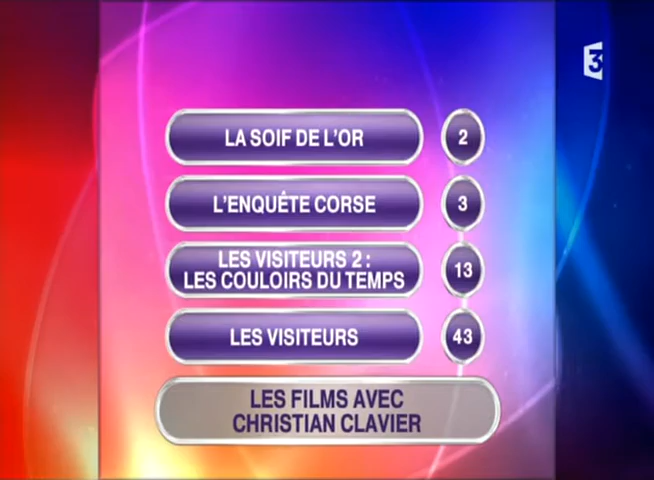 3
LA SOIF DE L'OR 2
L'ENQUÊTE CORSE 3
LES VISITEURS 2 :
LES COULOIRS DU TEMPS 13
LES VISITEURS 43
LES FILMS AVEC
CHRISTIAN CLAVIER